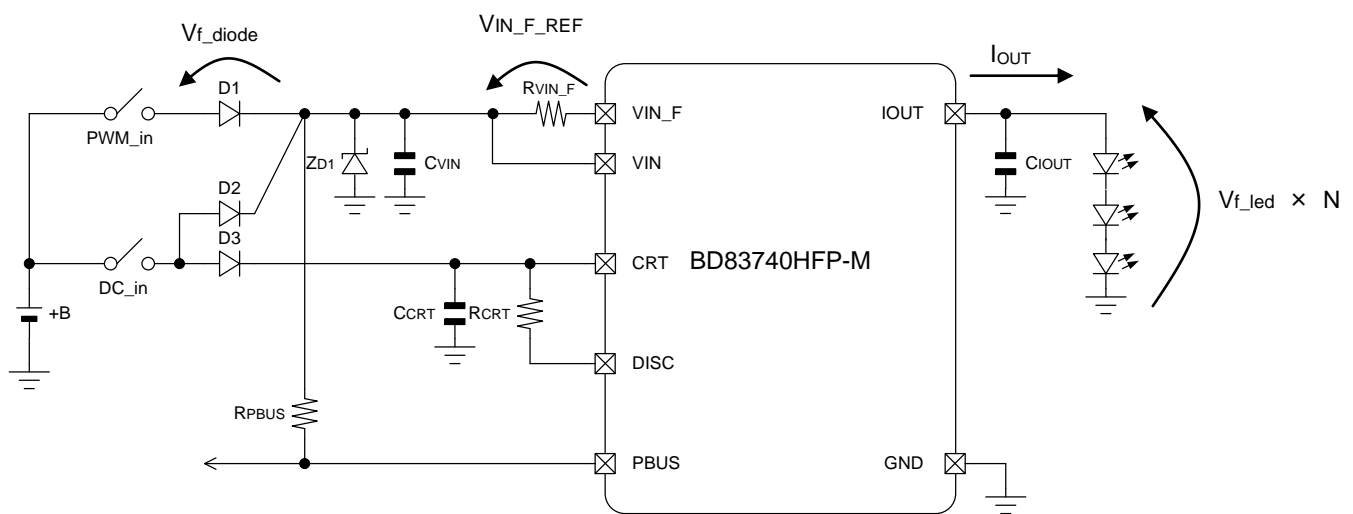 Vf_diode
VIN_F_REF
IOUT
D1
RVIN_F
VIN_F
IOUT
PWM_in
ZD1
CVIN
VIN
CIOUT
D2
Vf_led × N
D3
CRT
BD83740HFP-M
DC_in
+B
CCRT
RCRT
DISC
RPBUS
PBUS
GND